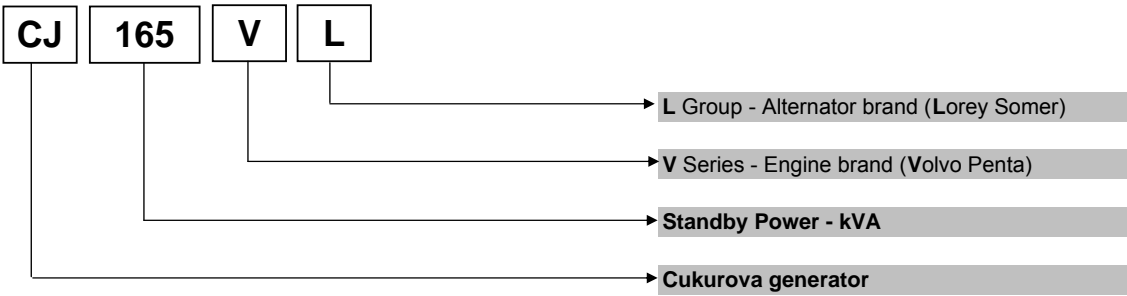 CJ 165 V L
L Group - Alternator brand (Lorey Somer)
V Series - Engine brand (Volvo Penta)
Standby Power - kVA
Cukurova generator